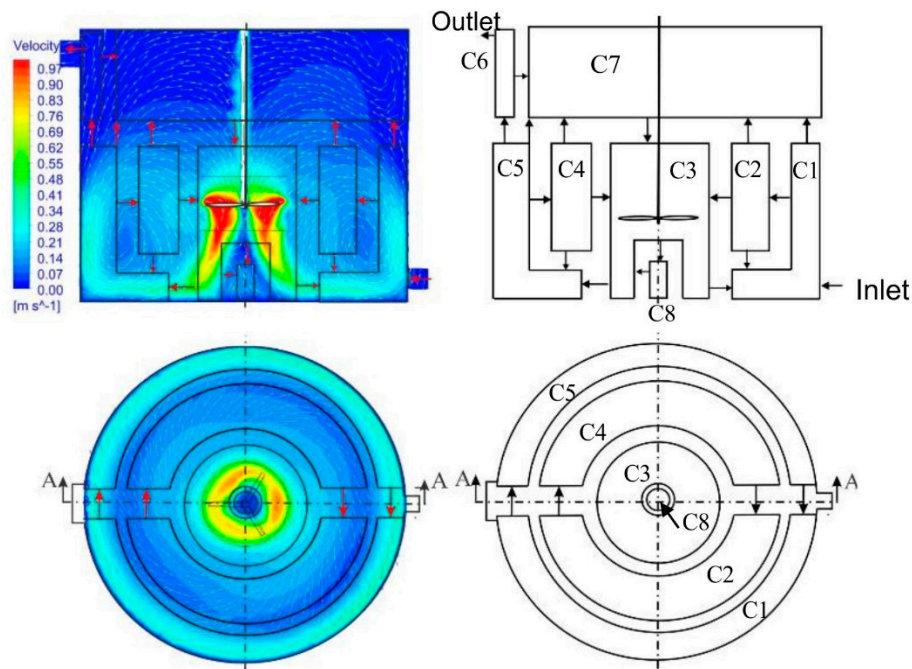 Velocity
0.97
0.90
0.83
0.76
0.69
0.62
0.55
0.48
0.41
0.34
0.28
0.21
0.14
0.07
0.00
[m s^-1]
Outlet
C6
C7
C5
C4
C3
C2
C1
Inlet
C8
A
A
C5
C4
A
C3
A
C8
C2
C1